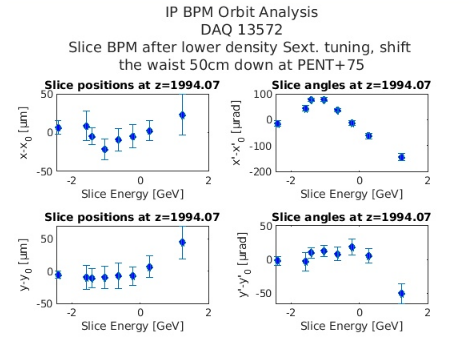 IP BPM Orbit Analysis
DAQ 13572
Slice BPM after lower density Sext. tuning, shift
the waist 50cm down at PENT+75
Slice positions at z=1994.07
50
0
-50
x-x0 [μm]
-2 0 2
Slice Energy [GeV]
Slice angles at z=1994.07
100
0
-100
-200
x'-x'0 [μrad]
-2 0 2
Slice Energy [GeV]
Slice positions at z=1994.07
50
0
-50
y-y0 [μm]
-2 0 2
Slice Energy [GeV]
Slice angles at z=1994.07
50
0
-50
y'-y'0 [μrad]
-2 0 2
Slice Energy [GeV]